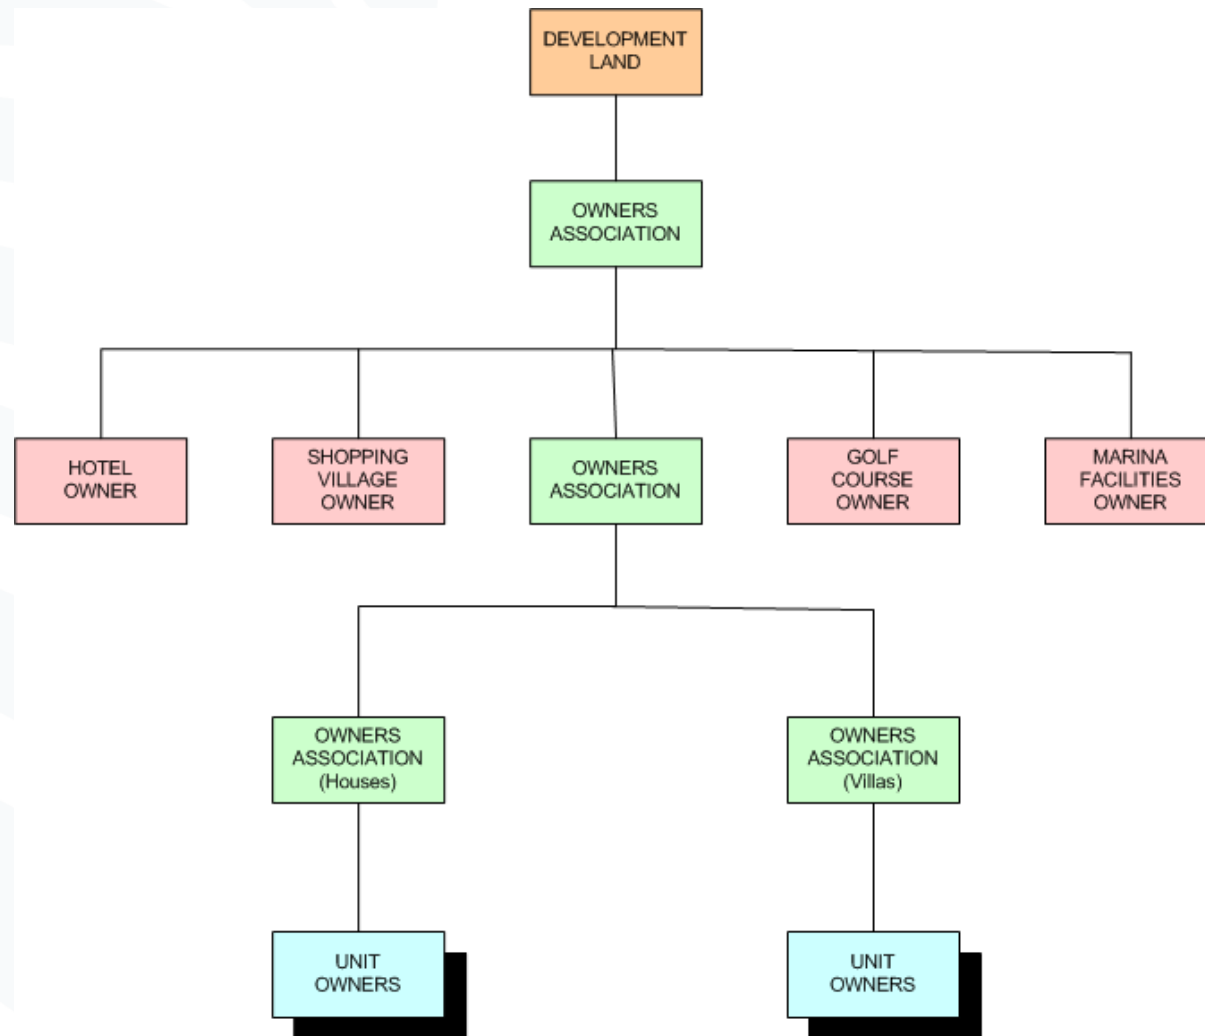 DEVELOPMENT
LAND
OWNERS
ASSOCIATION
HOTEL
OWNER
SHOPPING
VILLAGE
OWNER
OWNERS
ASSOCIATION
GOLF
COURSE
OWNER
MARINA
FACILITIES
OWNER
OWNERS
ASSOCIATION
(Houses)
OWNERS
ASSOCIATION
(Villas)
UNIT
OWNERS
UNIT
OWNERS